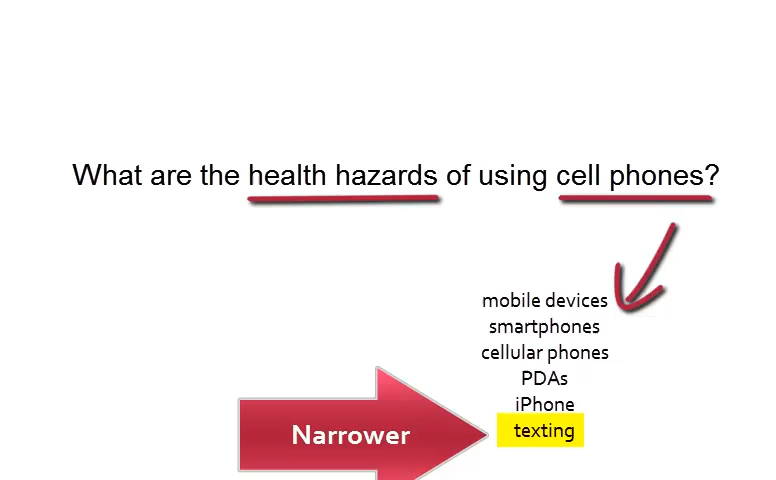 What are the health hazards of using cell phones?
mobile devices
smartphones
cellular phones
PDAs
iPhone
texting
Narrower